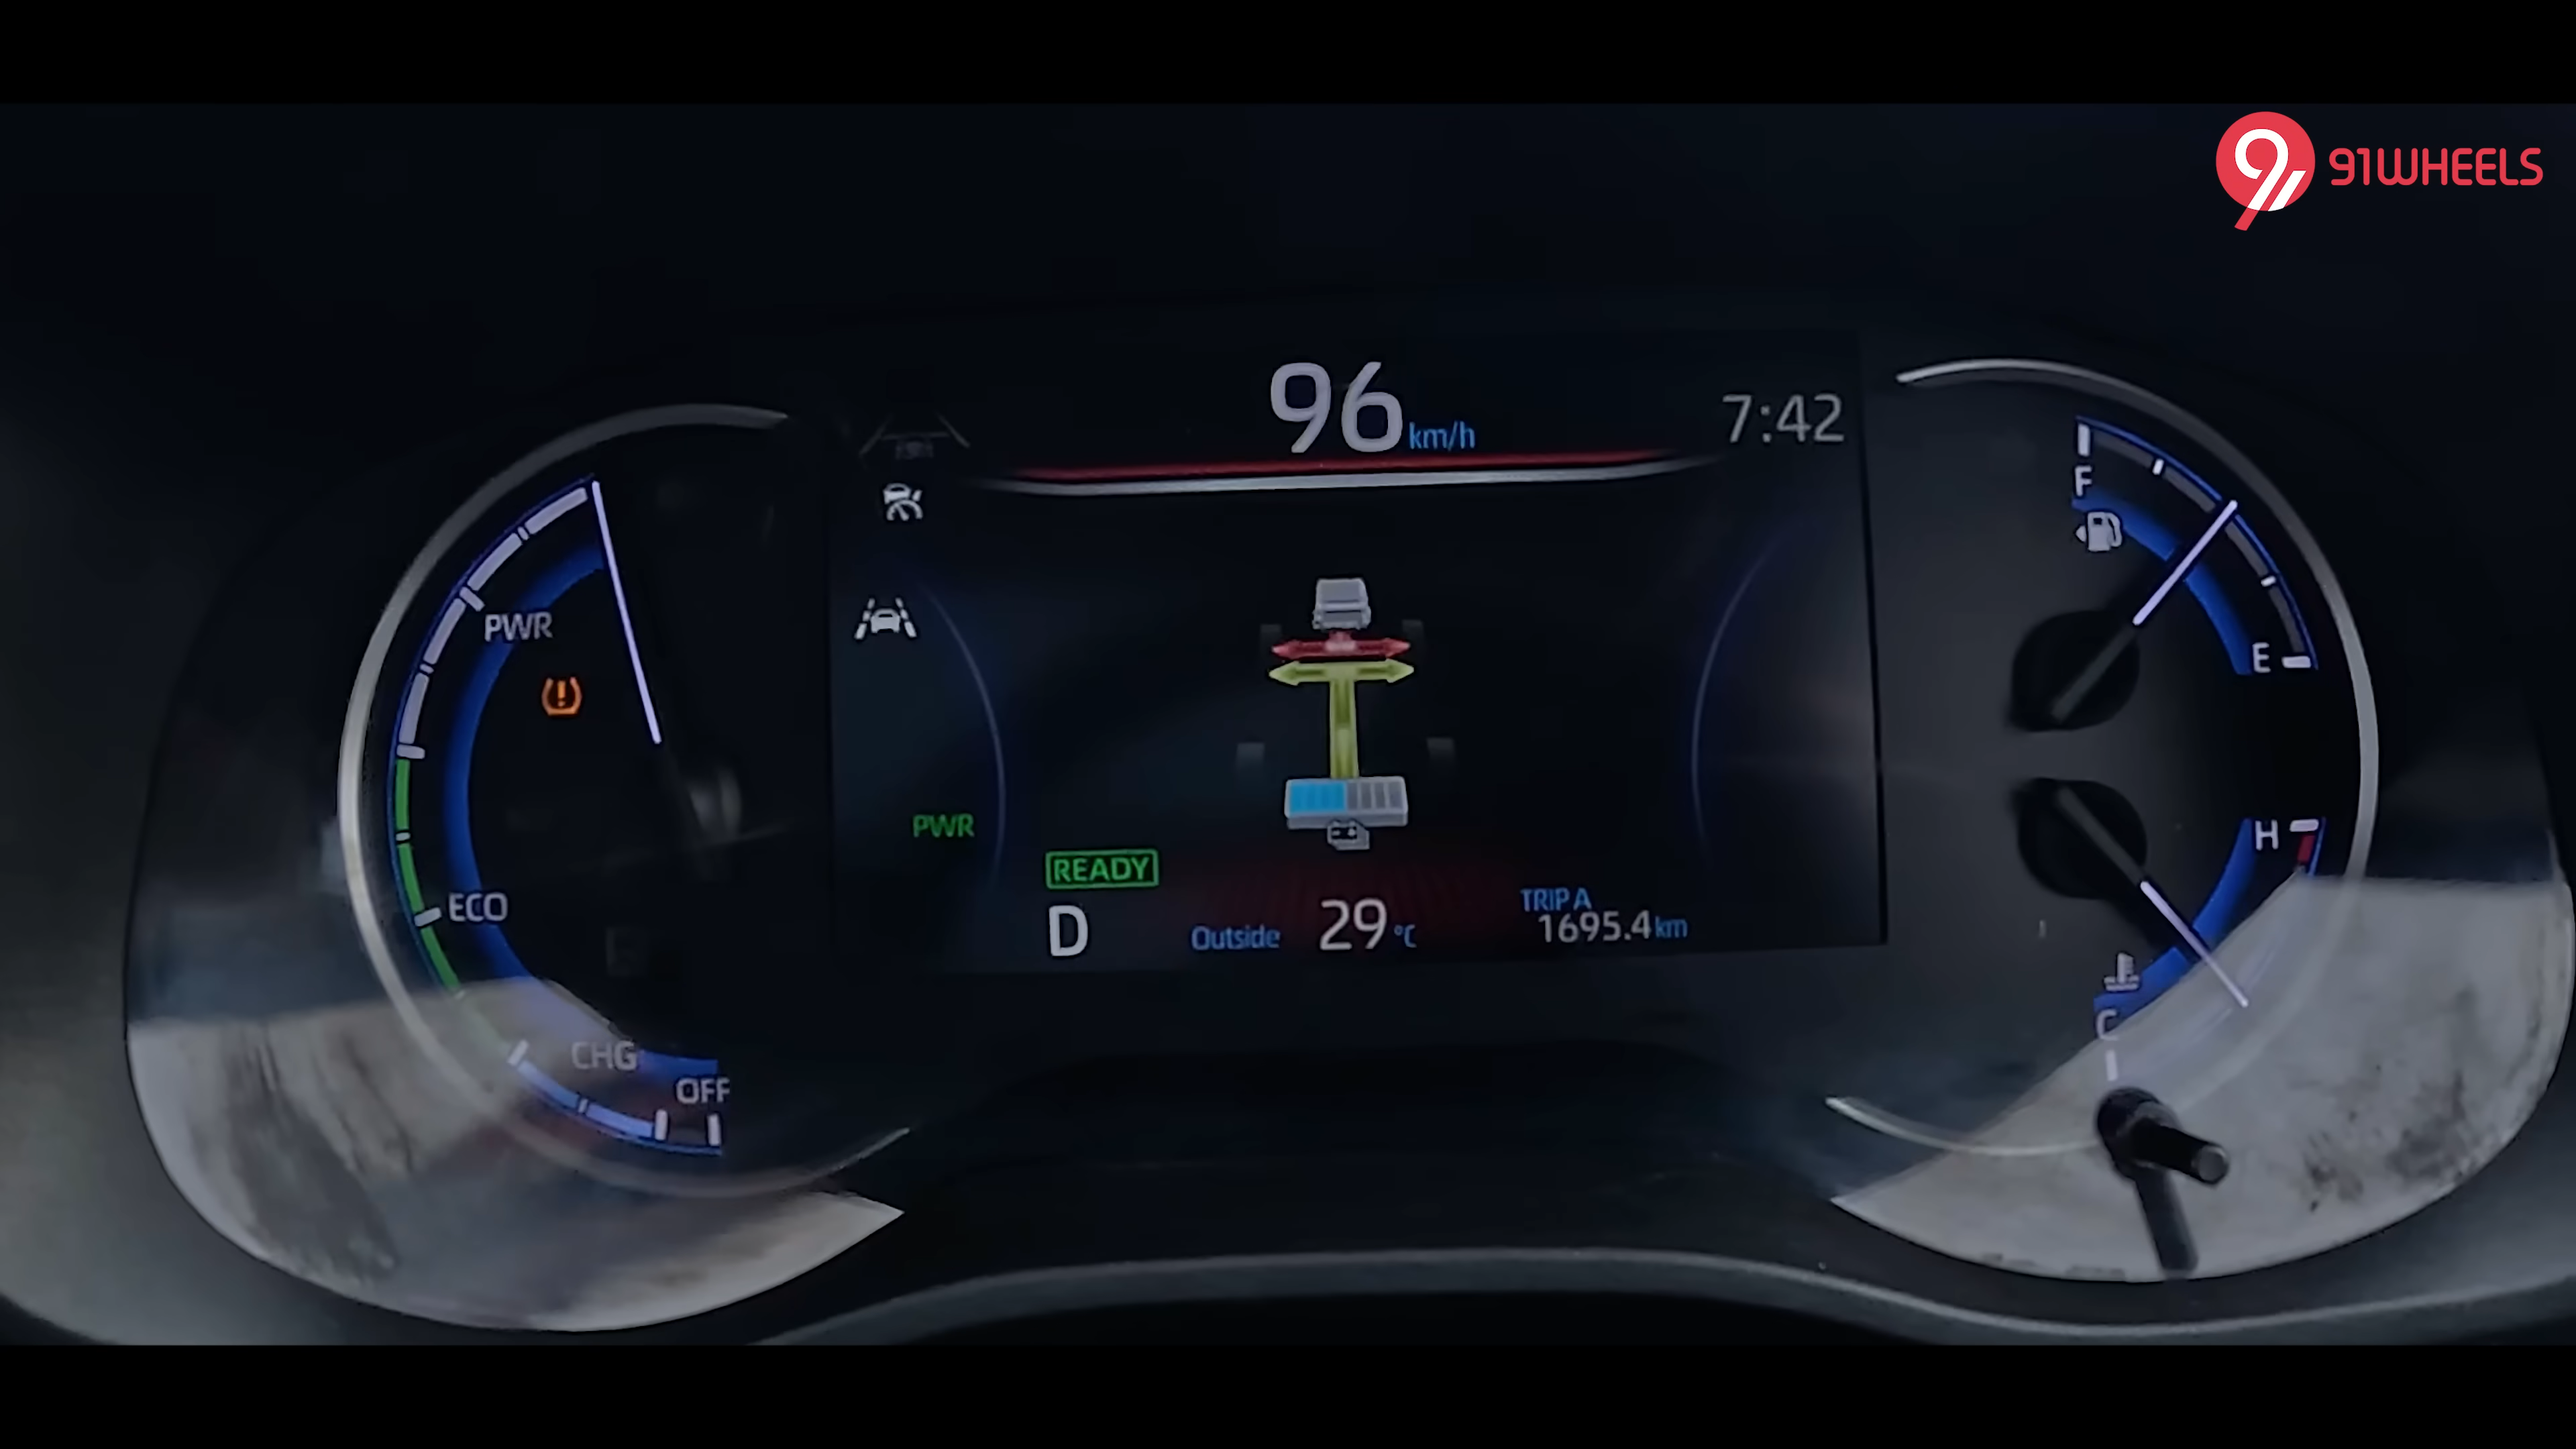 91WHEELS
96 km/h
7:42
F
PWR
E
PWR
H
READY
ECO
D
Outside 29 °C
TRIP A
1695.4 km
C
CHG
OFF